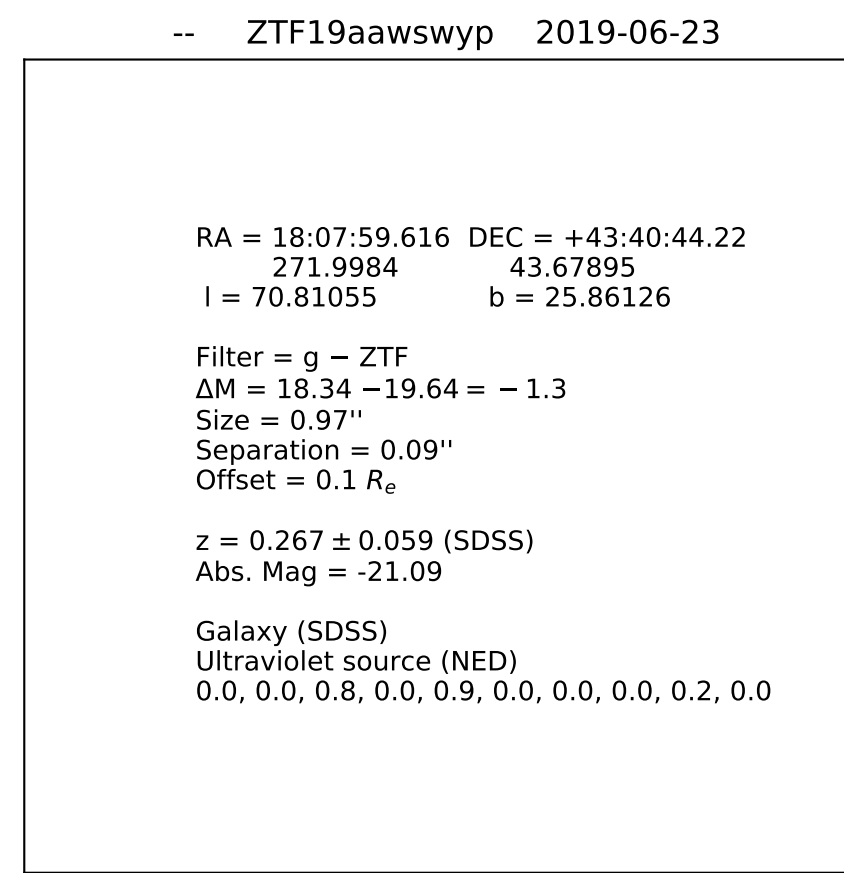 -- ZTF19aawswyp 2019-06-23
RA = 18:07:59.616 DEC = +43:40:44.22
271.9984 43.67895
l = 70.81055 b = 25.86126
Filter = g − ZTF
ΔM = 18.34 −19.64 = − 1.3
Size = 0.97''
Separation = 0.09''
Offset = 0.1 Rₑ
z = 0.267 ± 0.059 (SDSS)
Abs. Mag = -21.09
Galaxy (SDSS)
Ultraviolet source (NED)
0.0, 0.0, 0.8, 0.0, 0.9, 0.0, 0.0, 0.0, 0.2, 0.0